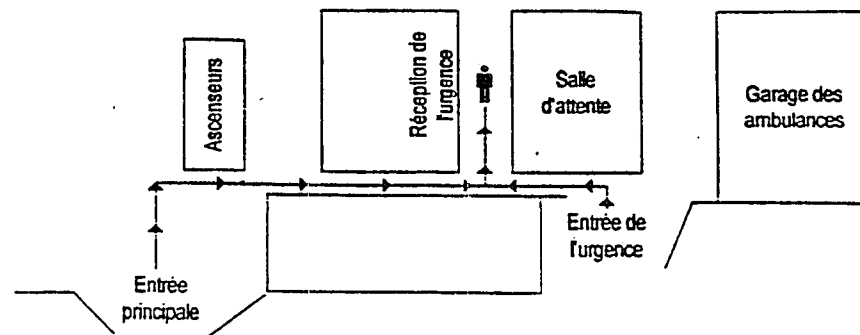 Ascenseurs
Réception de
l'urgence
Salle
d'attente
Garage des
ambulances
Entrée de
l'urgence
Entrée
principale